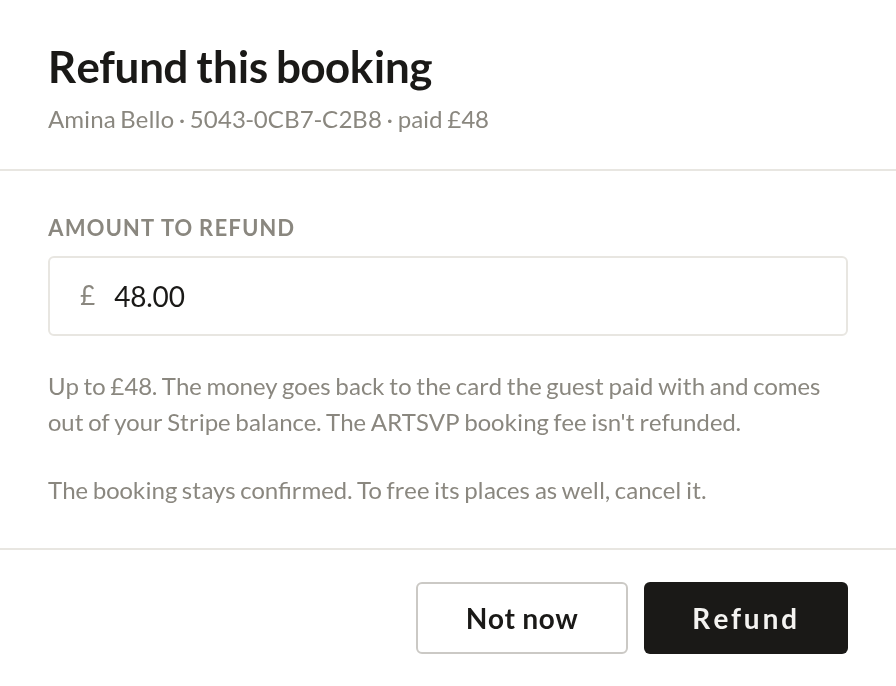 Refund this booking
Amina Bello · 5043-0CB7-C2B8 · paid £48
AMOUNT TO REFUND
£ 48.00
Up to £48. The money goes back to the card the guest paid with and comes
out of your Stripe balance. The ARTSVP booking fee isn't refunded.
The booking stays confirmed. To free its places as well, cancel it.
Not now Refund